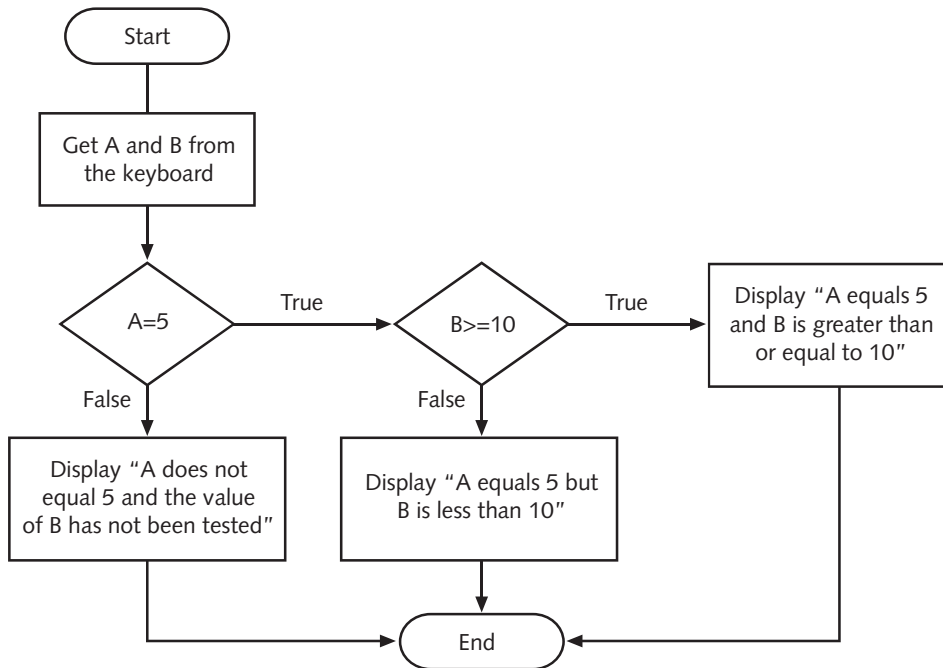 Start
Get A and B from
the keyboard
A=5
True
B>=10
True
Display “A equals 5
and B is greater than
or equal to 10”
False
False
Display “A does not
equal 5 and the value
of B has not been tested”
Display “A equals 5 but
B is less than 10”
End